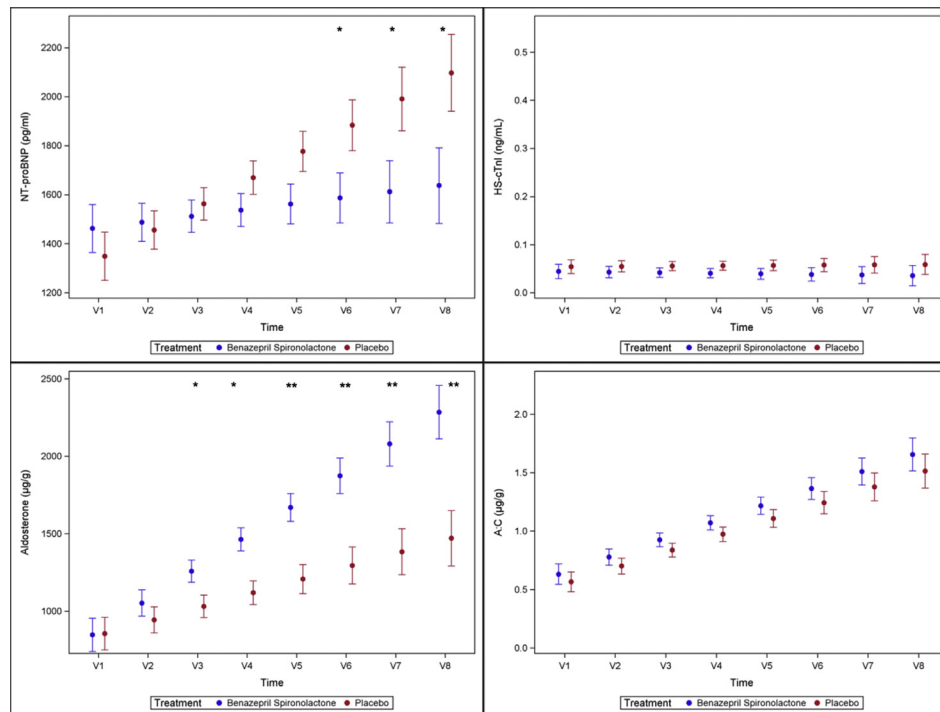 * * *
NT-proBNP (ρg/ml)
2200
2000
1800
1600
1400
1200
V1 V2 V3 V4 V5 V6 V7 V8
Time
Treatment Benazepril Spironolactone Placebo
HS-cTnI (ng/mL)
0.5
0.4
0.3
0.2
0.1
0.0
V1 V2 V3 V4 V5 V6 V7 V8
Time
Treatment Benazepril Spironolactone Placebo
* * ** ** ** **
Aldosterone (µg/g)
2500
2000
1500
1000
V1 V2 V3 V4 V5 V6 V7 V8
Time
Treatment Benazepril Spironolactone Placebo
A:C (µg/g)
2.0
1.5
1.0
0.5
0.0
V1 V2 V3 V4 V5 V6 V7 V8
Time
Treatment Benazepril Spironolactone Placebo